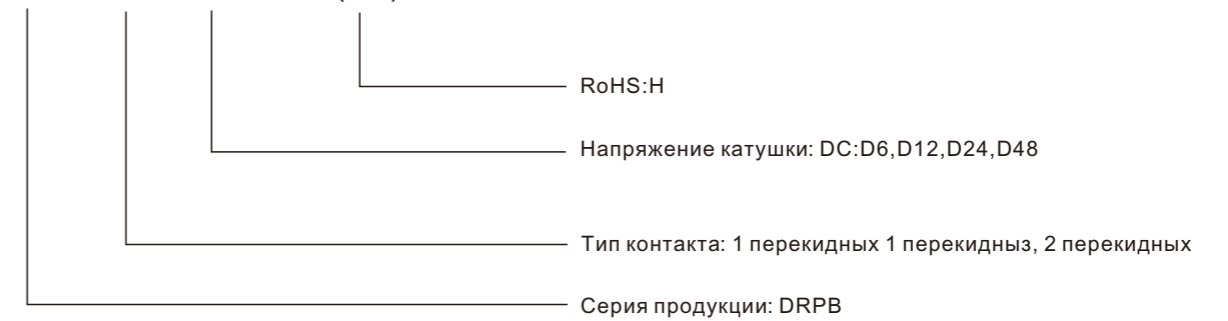 RoHS:H
Напряжение катушки: DC:D6,D12,D24,D48
Тип контакта: 1 перекидных 1 перекидныз, 2 перекидных
Серия продукции: DRPB